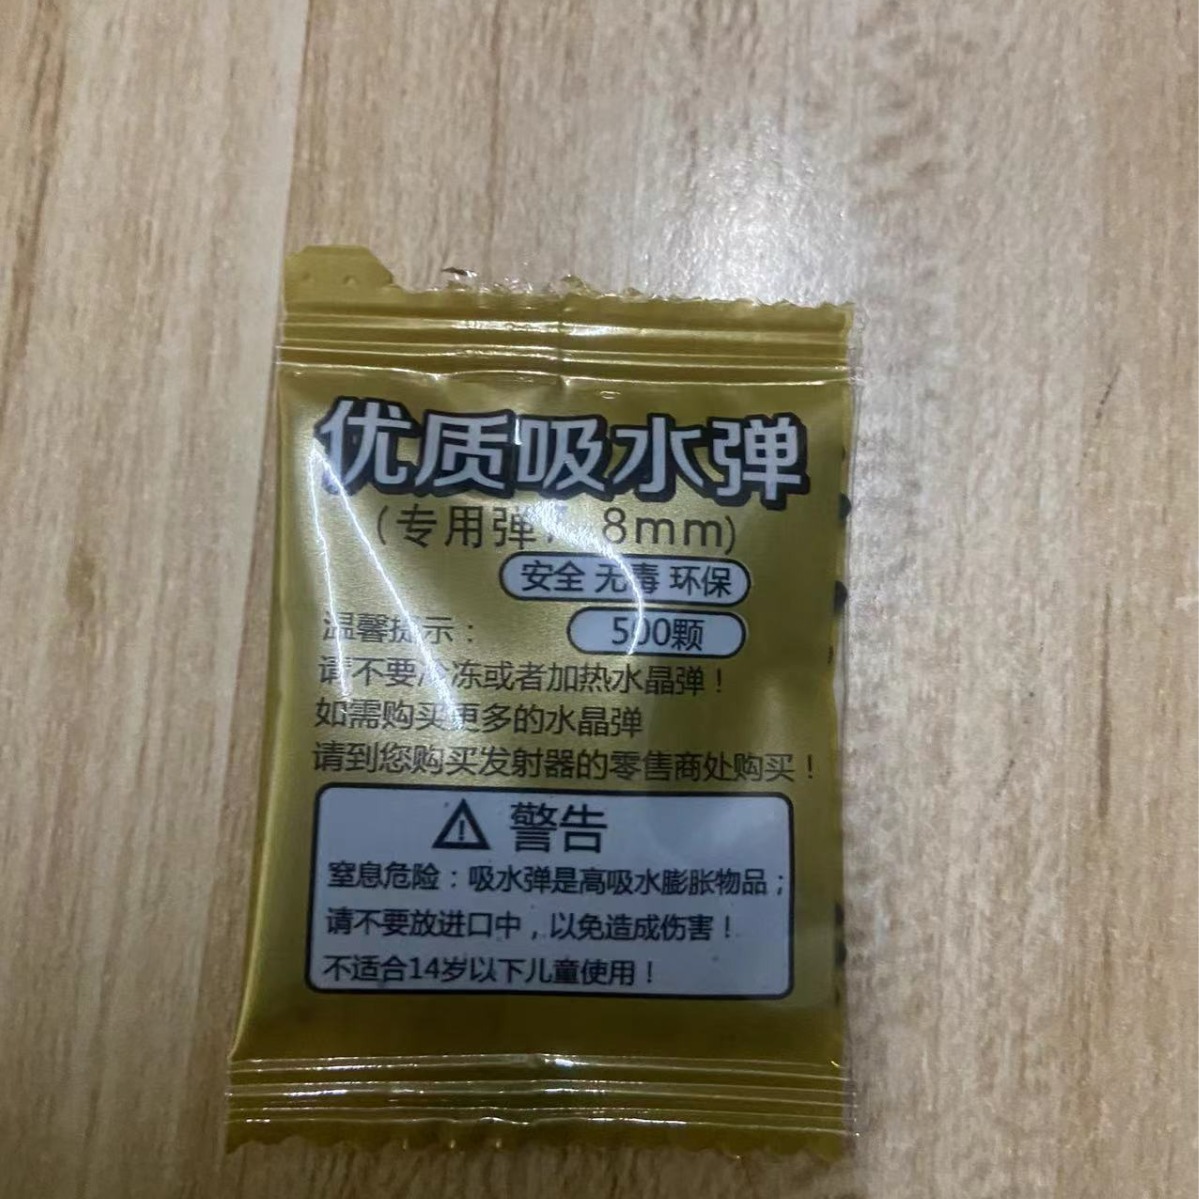 优质吸水弹
(专用弹7-8mm)
安全 无毒 环保
温馨提示：
500颗
请不要冷冻或者加热水晶弹！
如需购买更多的水晶弹
请到您购买发射器的零售商处购买！
警告
窒息危险：吸水弹是高吸水膨胀物品；
请不要放进口中，以免造成伤害！
不适合14岁以下儿童使用！